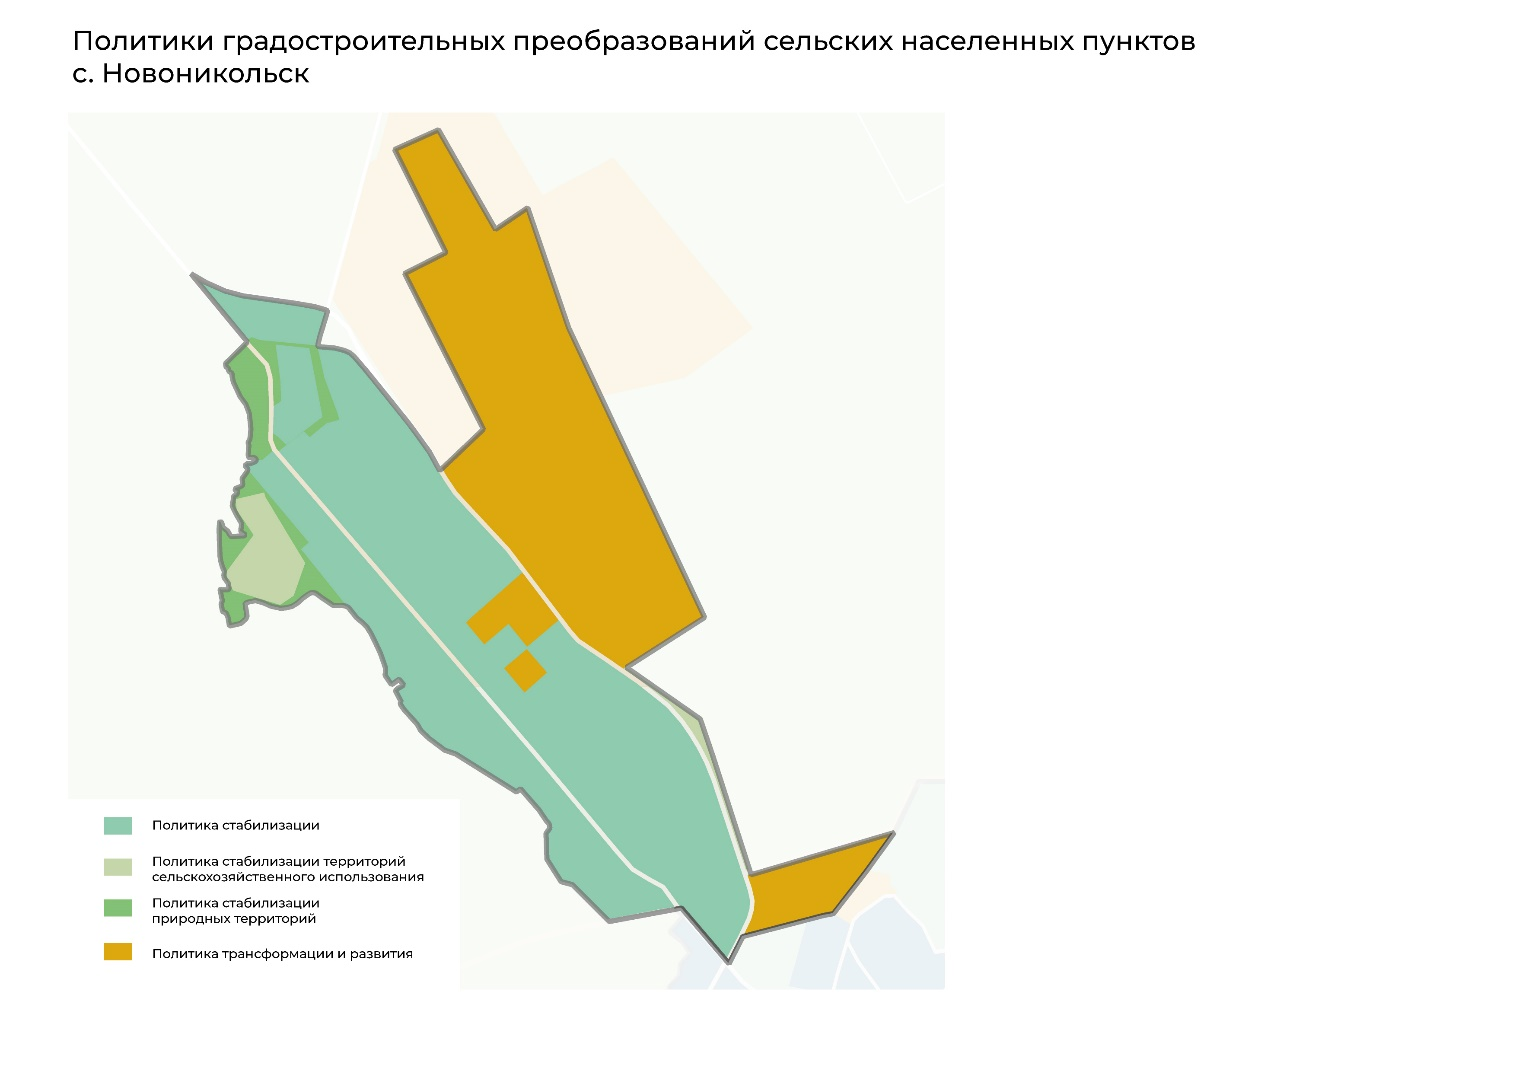 Политики градостроительных преобразований сельских населенных пунктов
с. Новоникольск
Политика стабилизации
Политика стабилизации территорий
сельскохозяйственного использования
Политика стабилизации
природных территорий
Политика трансформации и развития